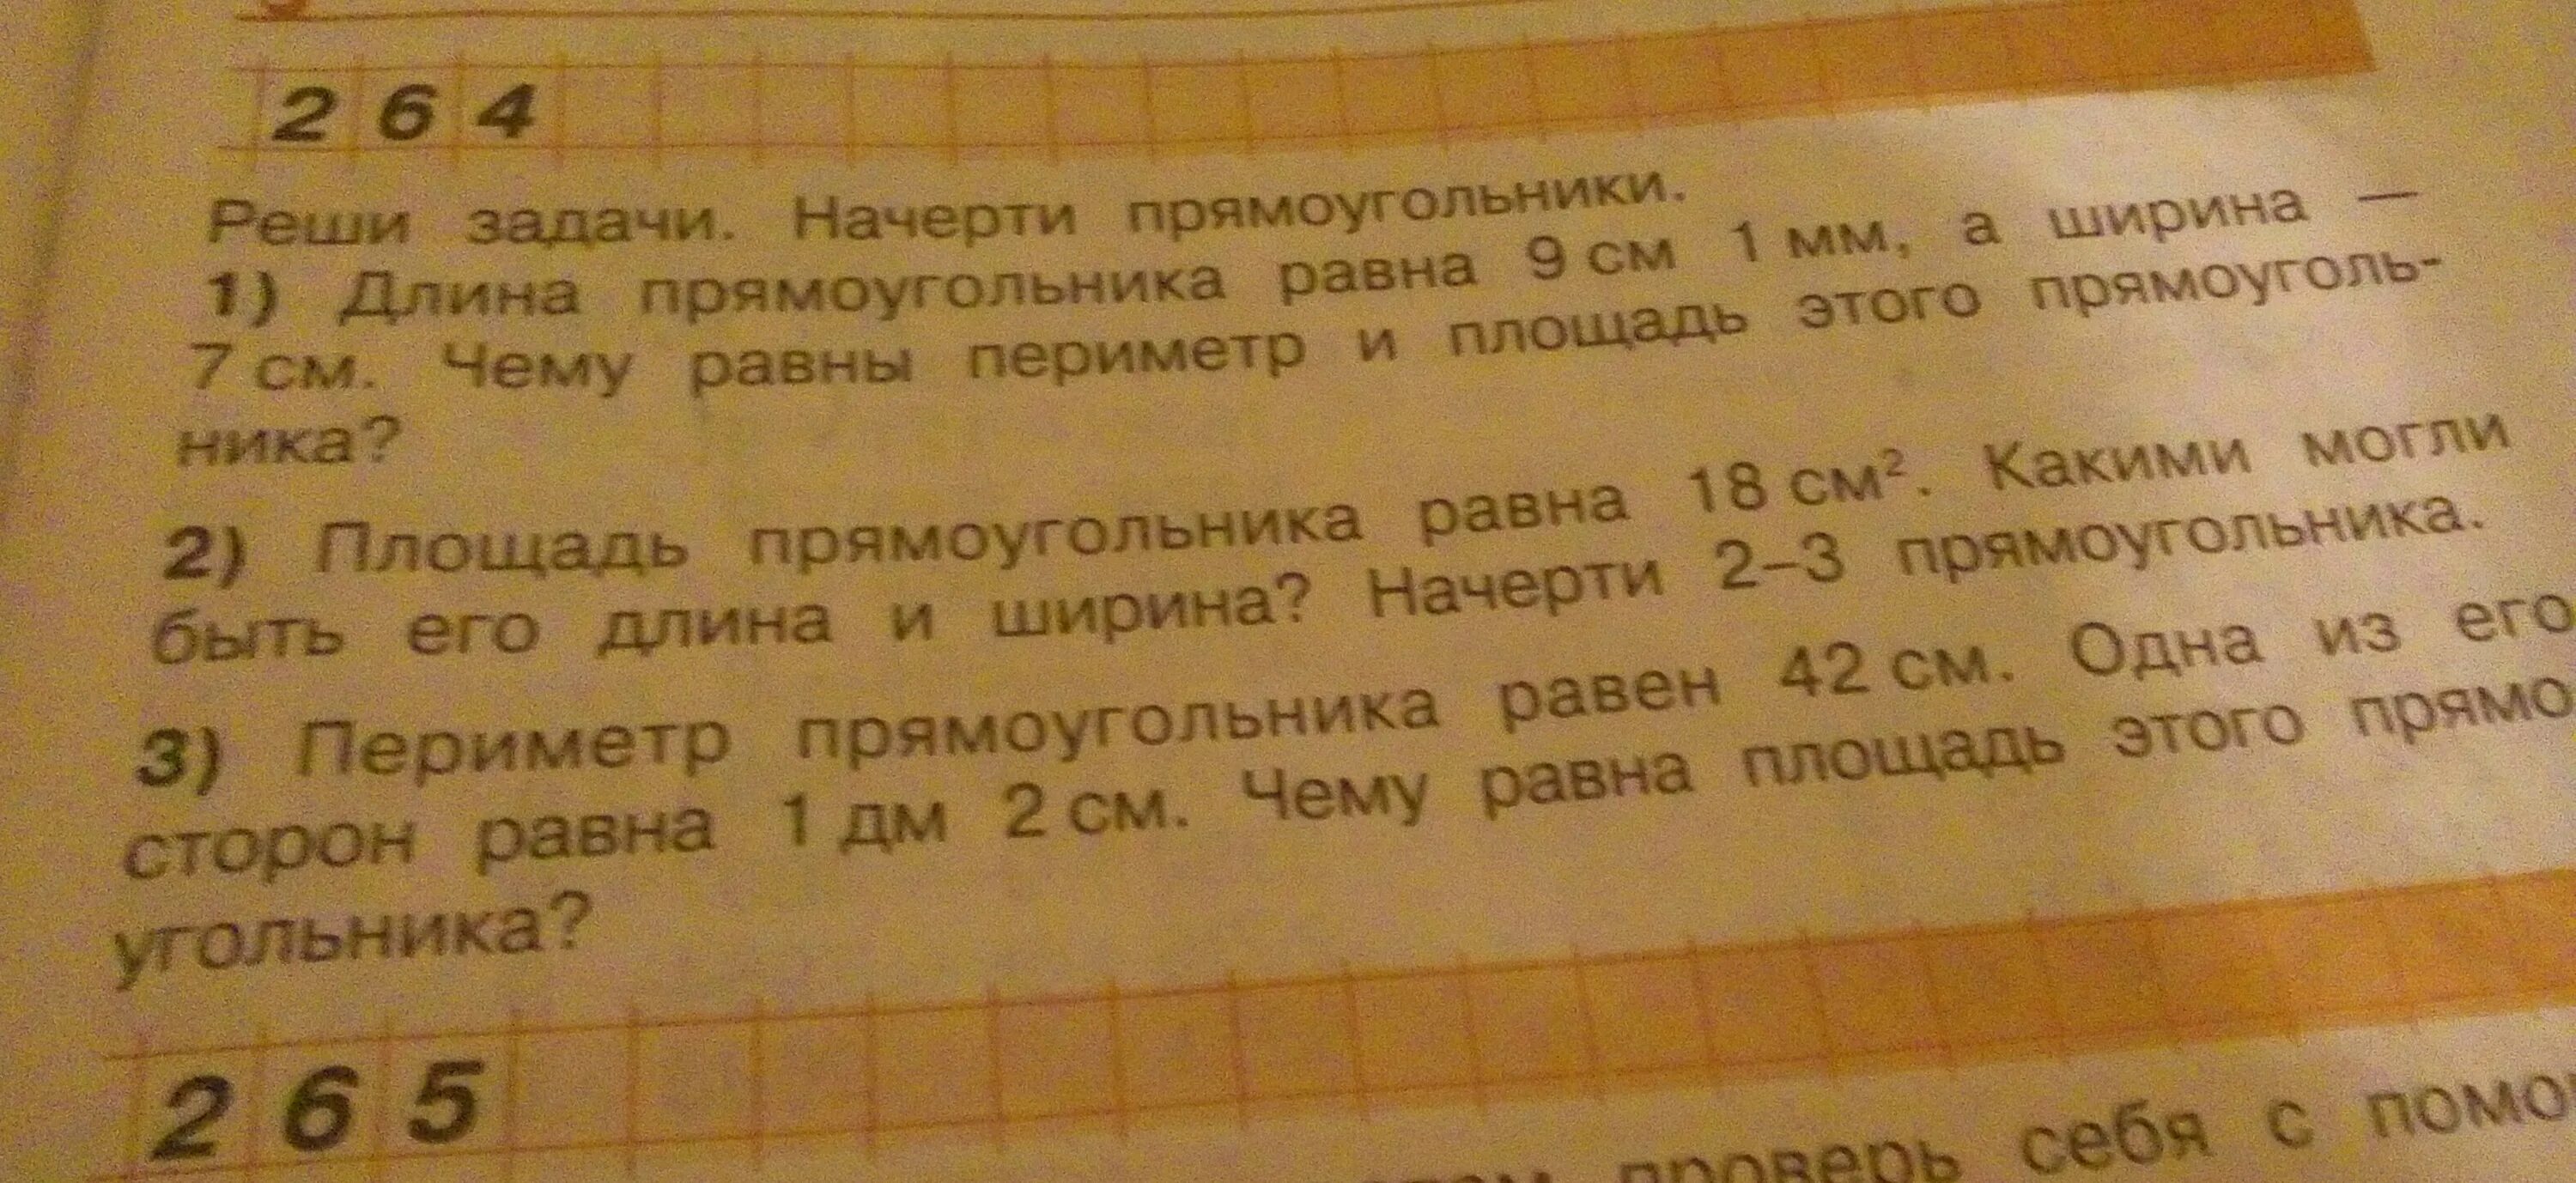 264
Реши задачи. Начерти прямоугольники.
1) Длина прямоугольника равна 9 см 1 мм, а ширина —
7 см. Чему равны периметр и площадь этого прямоуголь-
ника?
2) Площадь прямоугольника равна 18 см². Какими могли
быть его длина и ширина? Начерти 2–3 прямоугольника.
3) Периметр прямоугольника равен 42 см. Одна из его
сторон равна 1 дм 2 см. Чему равна площадь этого прямо
угольника?
265
проверь себя с